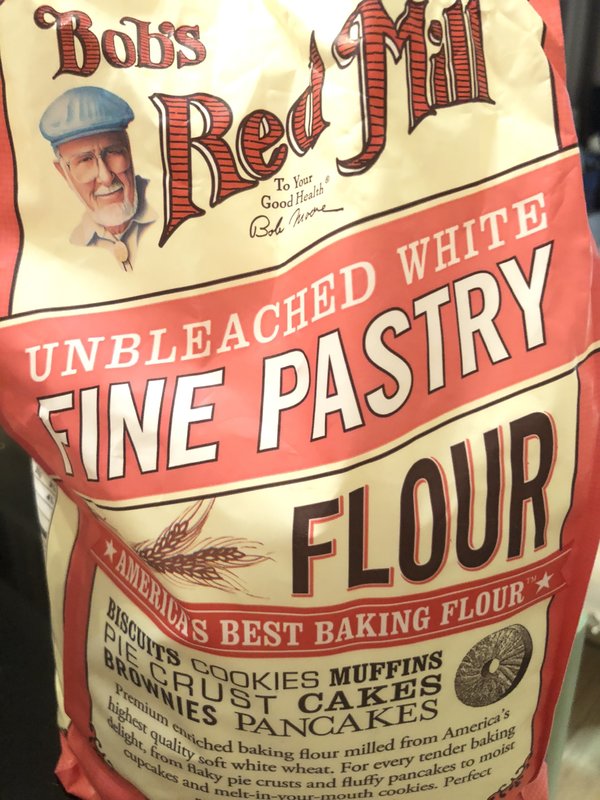 Bob's
Red Mill
To Your
Good Health®
Bob Moore
UNBLEACHED WHITE
FINE PASTRY
FLOUR
AMERICA'S BEST BAKING FLOUR™
BISCUITS COOKIES MUFFINS
PIE CRUST CAKES
BROWNIES PANCAKES
Premium enriched baking flour milled from America's
highest quality soft white wheat. For every tender baking
delight, from flaky pie crusts and fluffy pancakes to moist
cupcakes and melt-in-your-mouth cookies. Perfect